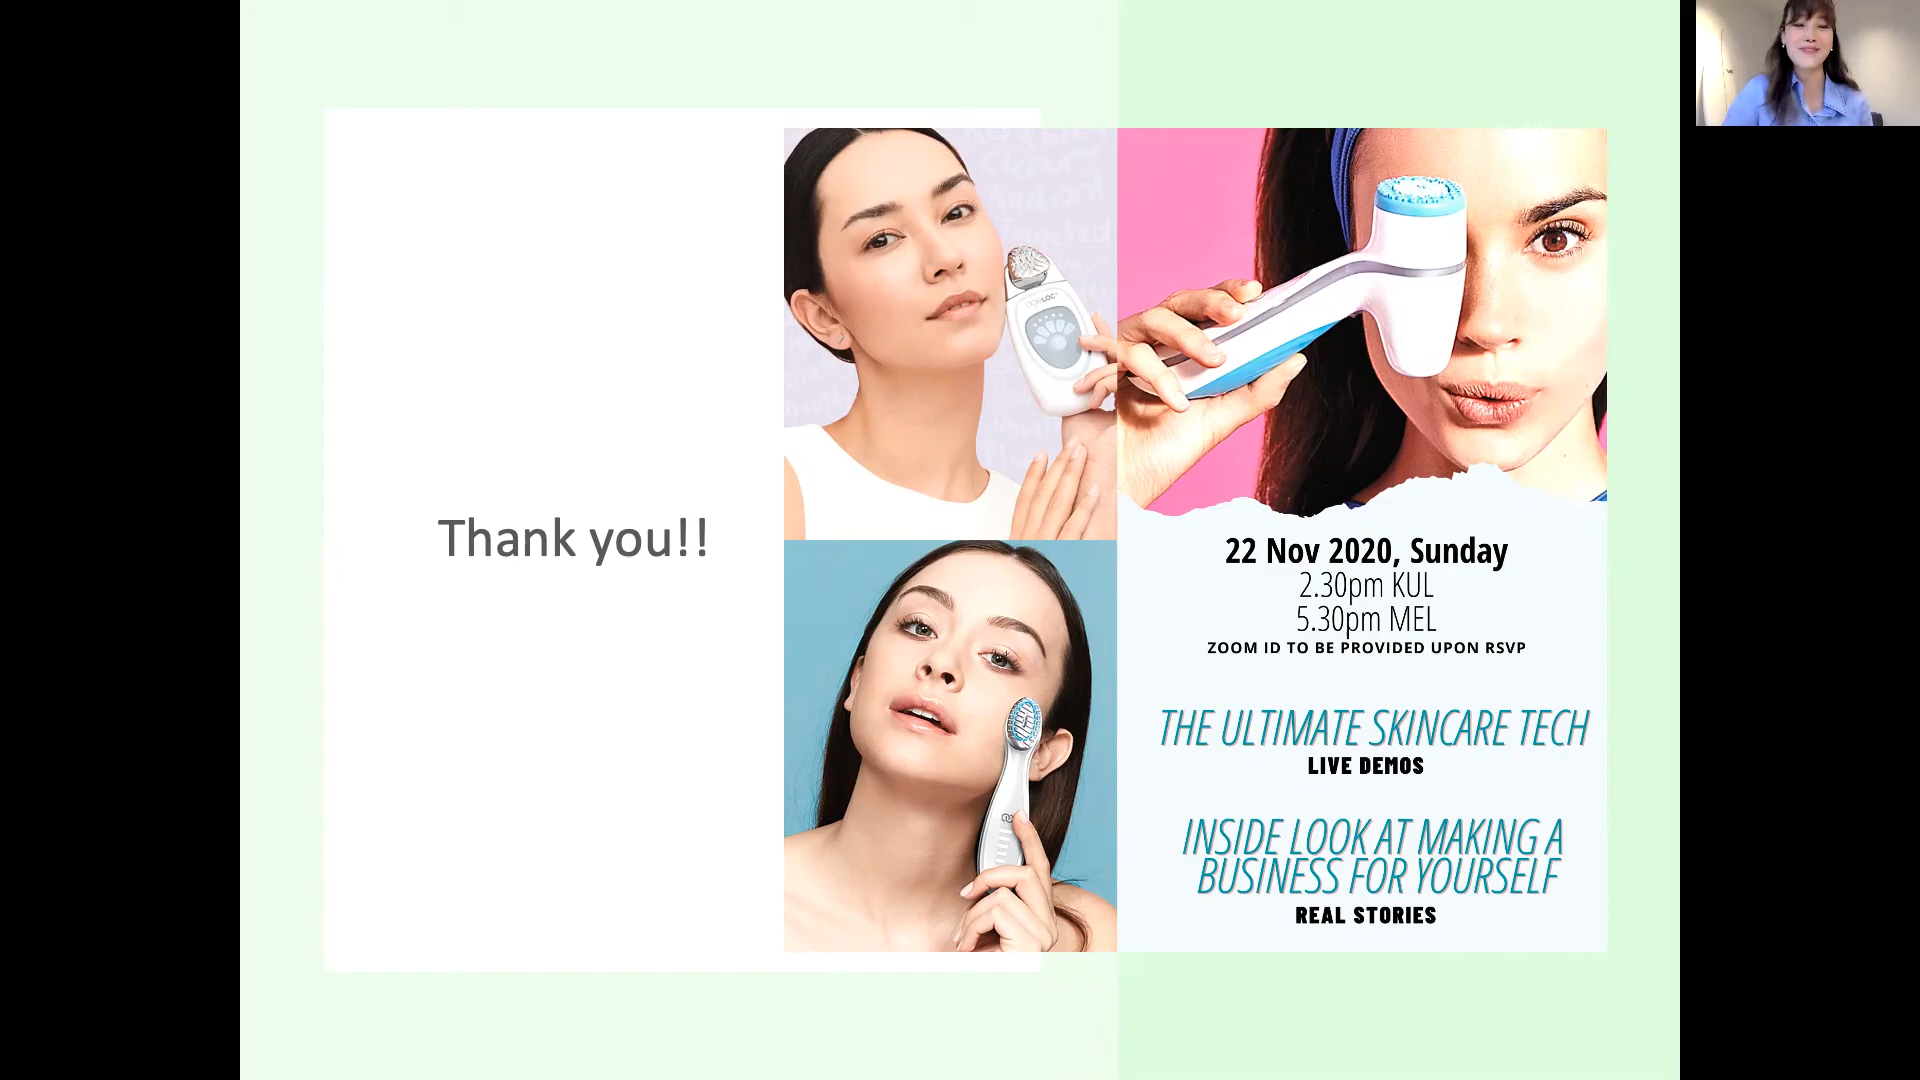 Thank you!!
ageLOC
22 Nov 2020, Sunday
2.30pm KUL
5.30pm MEL
ZOOM ID TO BE PROVIDED UPON RSVP
THE ULTIMATE SKINCARE TECH
LIVE DEMOS
INSIDE LOOK AT MAKING A
BUSINESS FOR YOURSELF
REAL STORIES